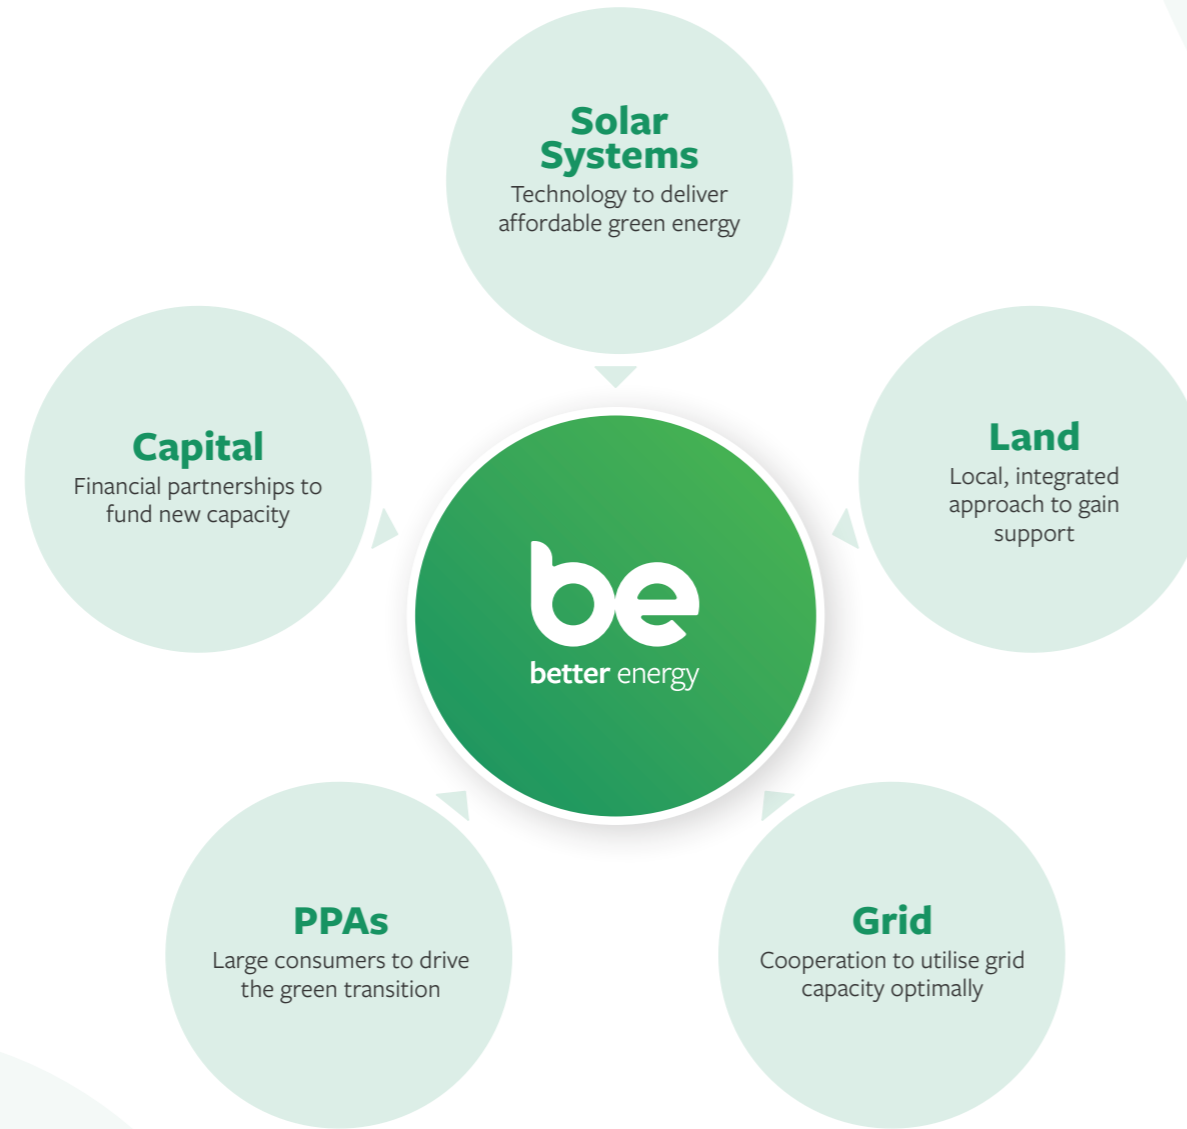 Solar
Systems
Technology to deliver
affordable green energy
Capital
Financial partnerships to
fund new capacity
Land
Local, integrated
approach to gain
support
be
better energy
PPAs
Large consumers to drive
the green transition
Grid
Cooperation to utilise grid
capacity optimally